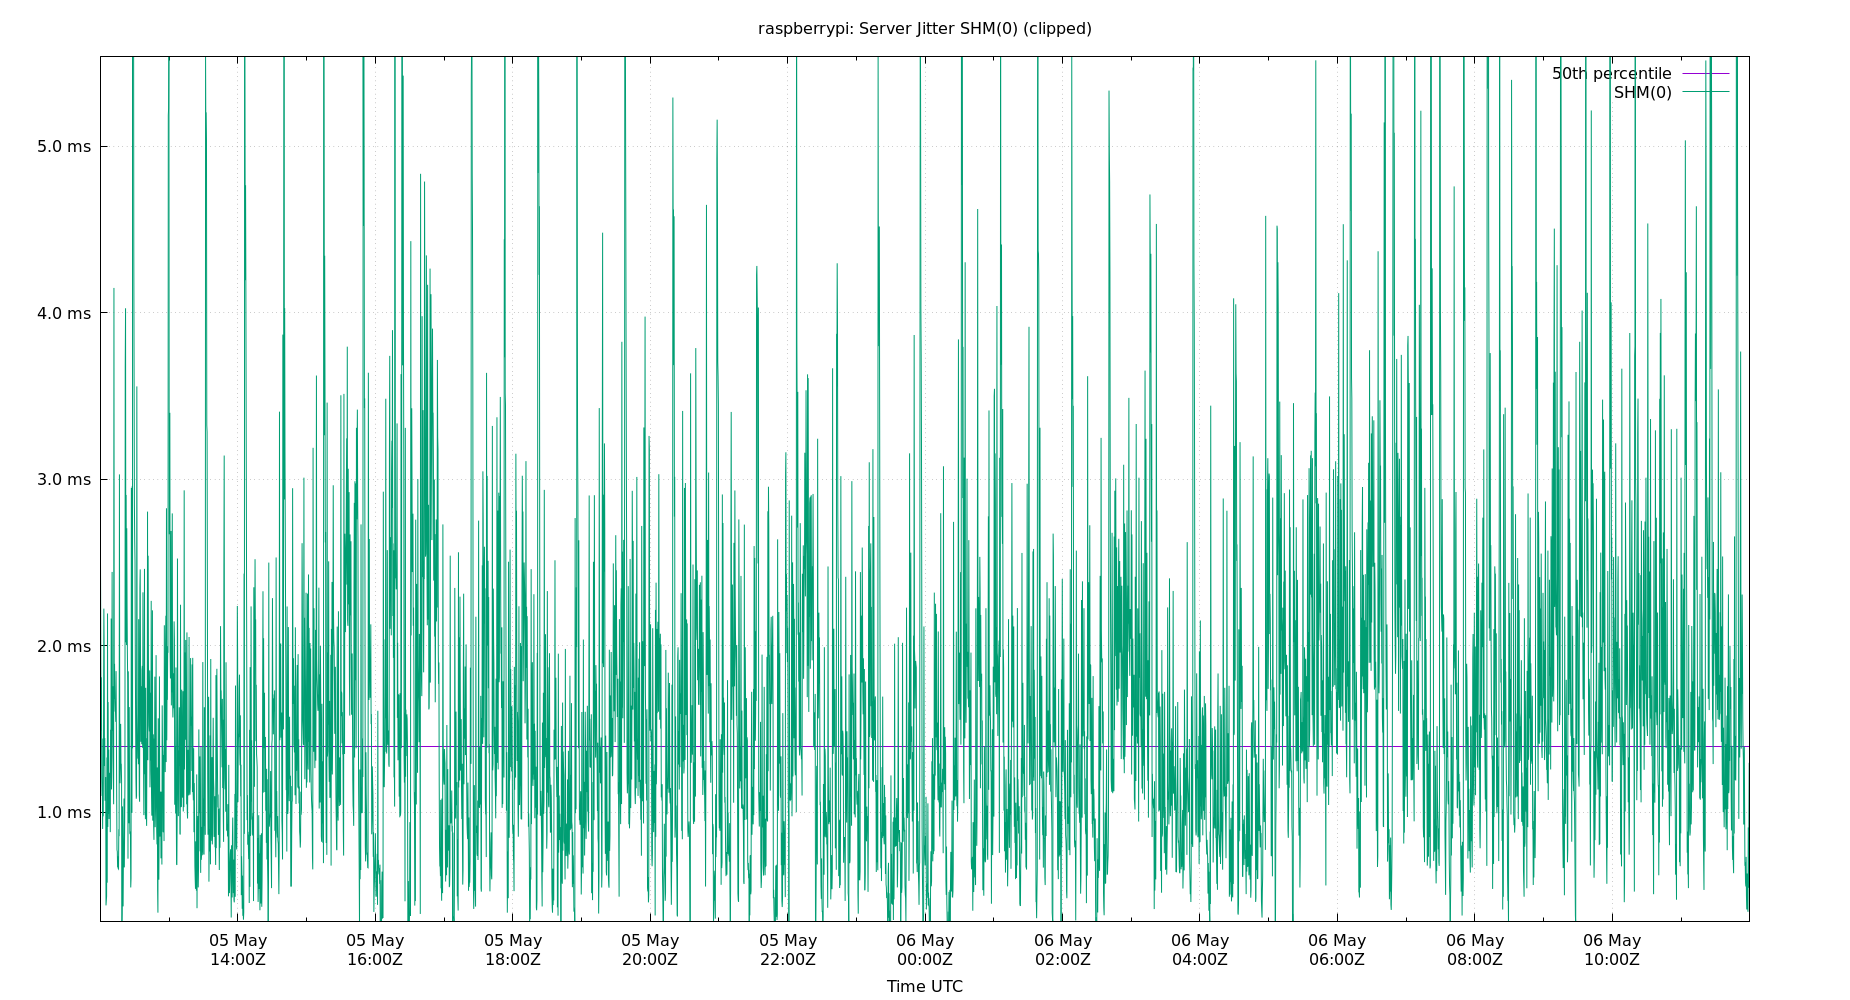 raspberrypi: Server Jitter SHM(0) (clipped)
50th percentile
SHM(0)
5.0 ms
4.0 ms
3.0 ms
2.0 ms
1.0 ms
05 May 05 May 05 May 05 May 05 May 06 May 06 May 06 May 06 May 06 May 06 May
14:00Z 16:00Z 18:00Z 20:00Z 22:00Z 00:00Z 02:00Z 04:00Z 06:00Z 08:00Z 10:00Z
Time UTC